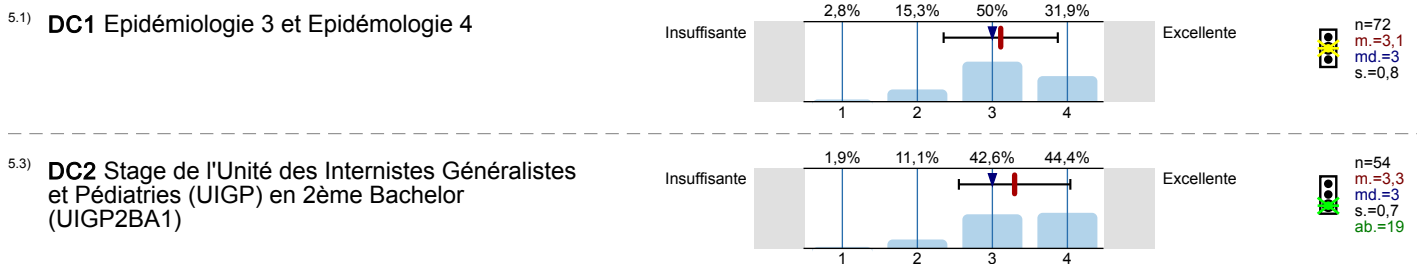 5.1) DC1 Epidémiologie 3 et Epidémologie 4
Insuffisante
2,8% 15,3% 50% 31,9%
1 2 3 4
Excellente
n=72
m.=3,1
md.=3
s.=0,8
5.3) DC2 Stage de l'Unité des Internistes Généralistes
et Pédiatries (UIGP) en 2ème Bachelor
(UIGP2BA1)
Insuffisante
1,9% 11,1% 42,6% 44,4%
1 2 3 4
Excellente
n=54
m.=3,3
md.=3
s.=0,7
ab.=19